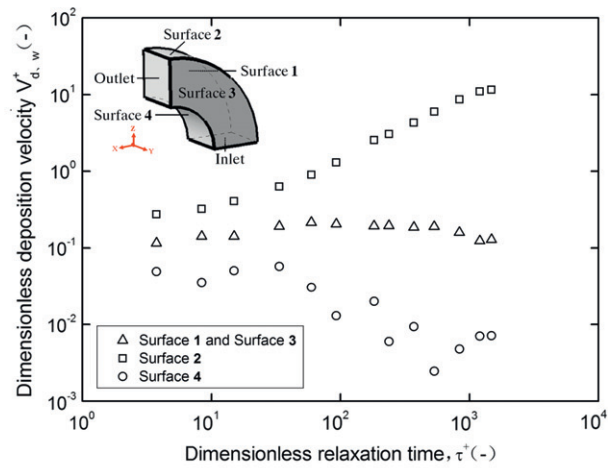 Dimensionless deposition velocity V⁺d、w(-)
10²
10¹
10⁰
10⁻¹
10⁻²
10⁻³
Surface 2
Surface 1
Outlet
Surface 3
Surface 4
Inlet
Z
X
Y
Surface 1 and Surface 3
Surface 2
Surface 4
10⁰
10¹
10²
10³
10⁴
Dimensionless relaxation time, τ⁺(-)